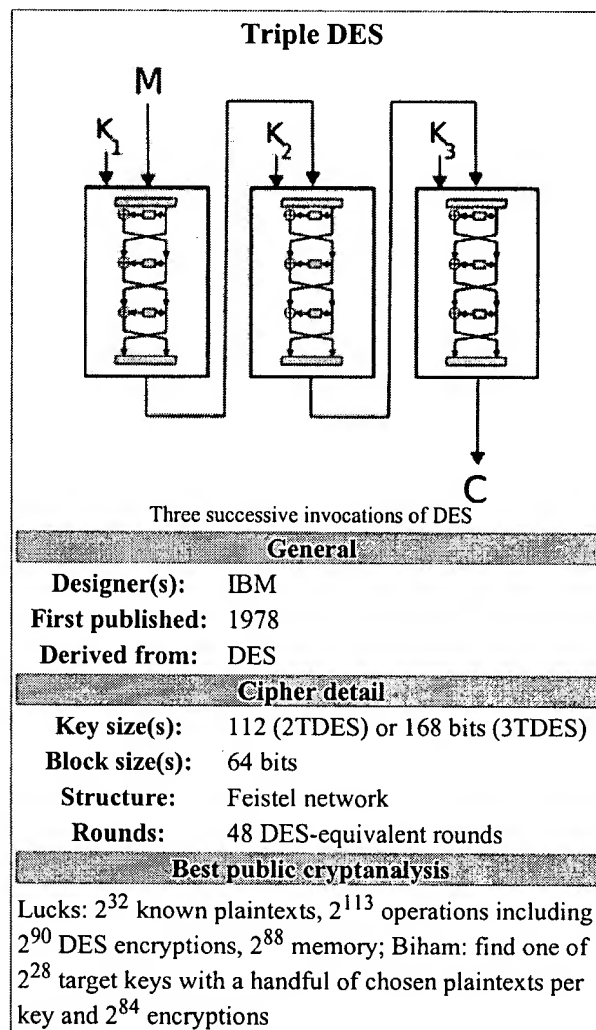 Triple DES
M
K1 K2 K3
C
Three successive invocations of DES
General
Designer(s): IBM
First published: 1978
Derived from: DES
Cipher detail
Key size(s): 112 (2TDES) or 168 bits (3TDES)
Block size(s): 64 bits
Structure: Feistel network
Rounds: 48 DES-equivalent rounds
Best public cryptanalysis
Lucks: 2^32 known plaintexts, 2^113 operations including
2^90 DES encryptions, 2^88 memory; Biham: find one of
2^28 target keys with a handful of chosen plaintexts per
key and 2^84 encryptions